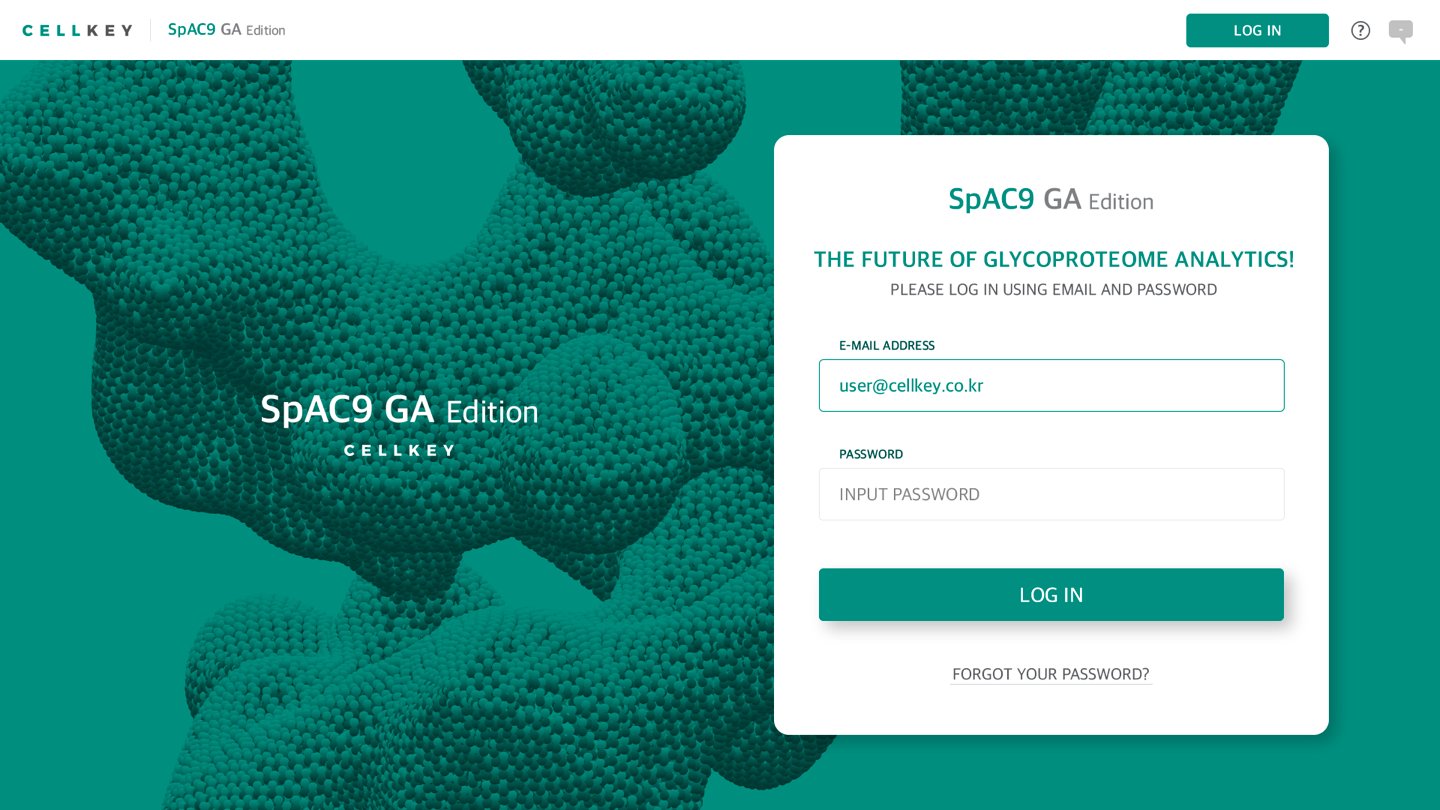 CELLKEY SpAC9 GA Edition LOG IN ? -
SpAC9 GA Edition
THE FUTURE OF GLYCOPROTEOME ANALYTICS!
PLEASE LOG IN USING EMAIL AND PASSWORD
E-MAIL ADDRESS
user@cellkey.co.kr
SpAC9 GA Edition
CELLKEY
PASSWORD
INPUT PASSWORD
LOG IN
FORGOT YOUR PASSWORD?